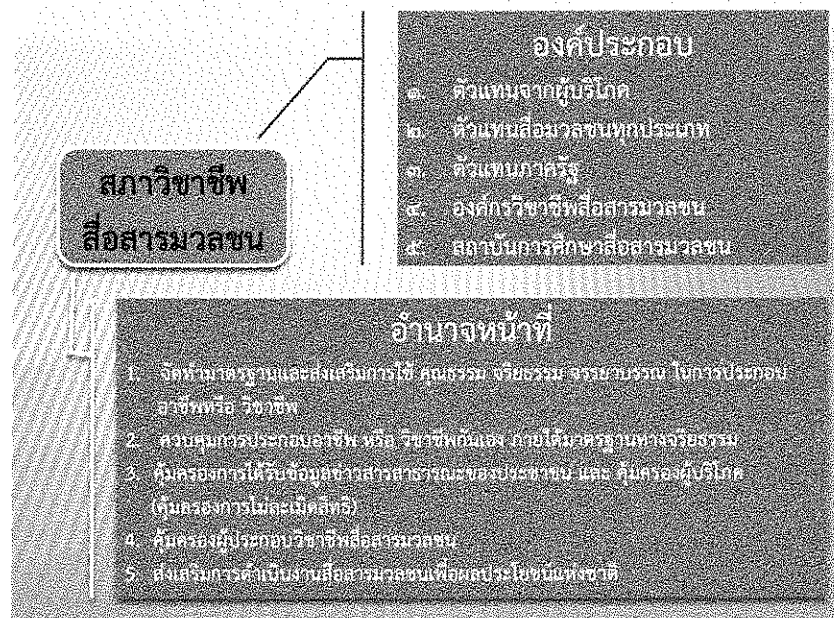 องค์ประกอบ
๑. ตัวแทนจากผู้บริโภค
๒. ตัวแทนสื่อมวลชนทุกประเภท
๓. ตัวแทนภาครัฐ
๔. องค์กรวิชาชีพสื่อสารมวลชน
๕. สถาบันการศึกษาสื่อสารมวลชน
สภาวิชาชีพ
สื่อสารมวลชน
อำนาจหน้าที่
1. จัดทำมาตรฐานและส่งเสริมการใช้ คุณธรรม จริยธรรม จรรยาบรรณ ในการประกอบ
อาชีพหรือ วิชาชีพ
2. ควบคุมการประกอบอาชีพ หรือ วิชาชีพกันเอง ภายใต้มาตรฐานทางจริยธรรม
3. คุ้มครองการได้รับข้อมูลข่าวสารสาธารณะของประชาชน และ คุ้มครองผู้บริโภค
(คุ้มครองการไม่ละเมิดสิทธิ)
4. คุ้มครองผู้ประกอบวิชาชีพสื่อสารมวลชน
5. ส่งเสริมการดำเนินงานสื่อสารมวลชนเพื่อผลประโยชน์แห่งชาติ